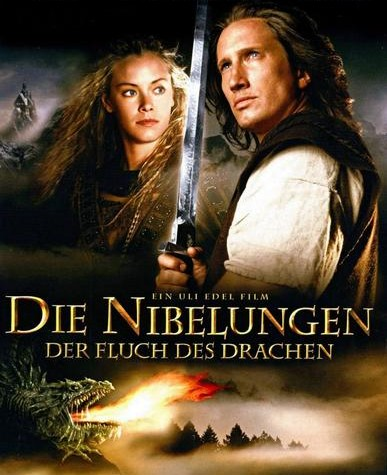 EIN ULI EDEL FILM
DIE NIBELUNGEN
DER FLUCH DES DRACHEN